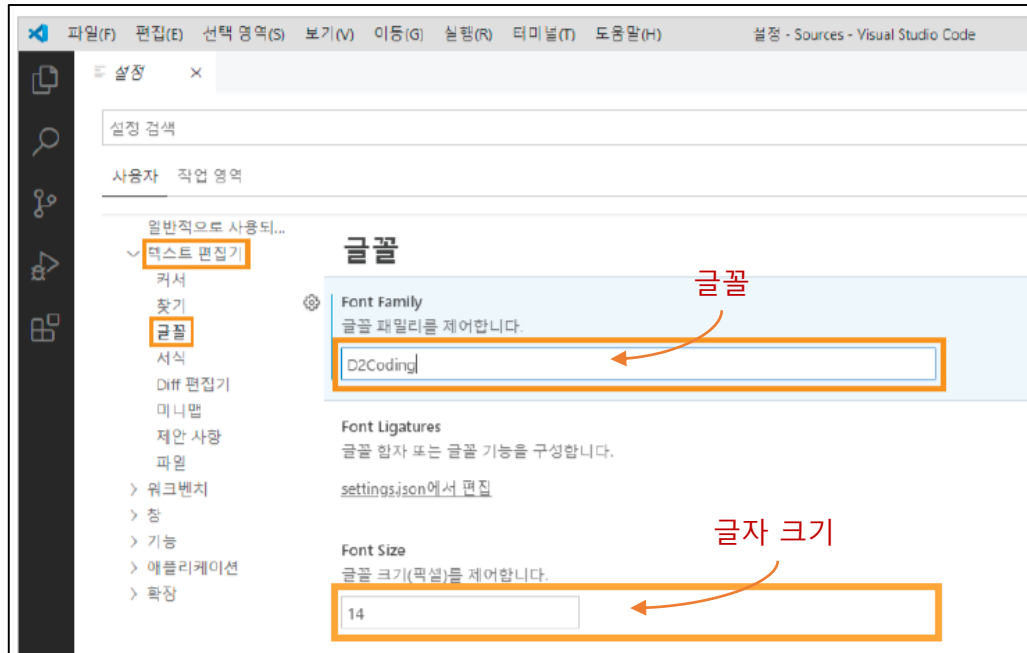 파일(F) 편집(E) 선택 영역(S) 보기(V) 이동(G) 실행(R) 터미널(T) 도움말(H) 설정 - Sources - Visual Studio Code
설정
설정 검색
사용자 작업 영역
일반적으로 사용되...
텍스트 편집기
커서
찾기
글꼴
서식
Diff 편집기
미니맵
제안 사항
파일
워크벤치
창
기능
애플리케이션
확장
글꼴
글꼴
Font Family
글꼴 패밀리를 제어합니다.
D2Coding
Font Ligatures
글꼴 합자 또는 글꼴 기능을 구성합니다.
settings.json에서 편집
글자 크기
Font Size
글꼴 크기(픽셀)를 제어합니다.
14